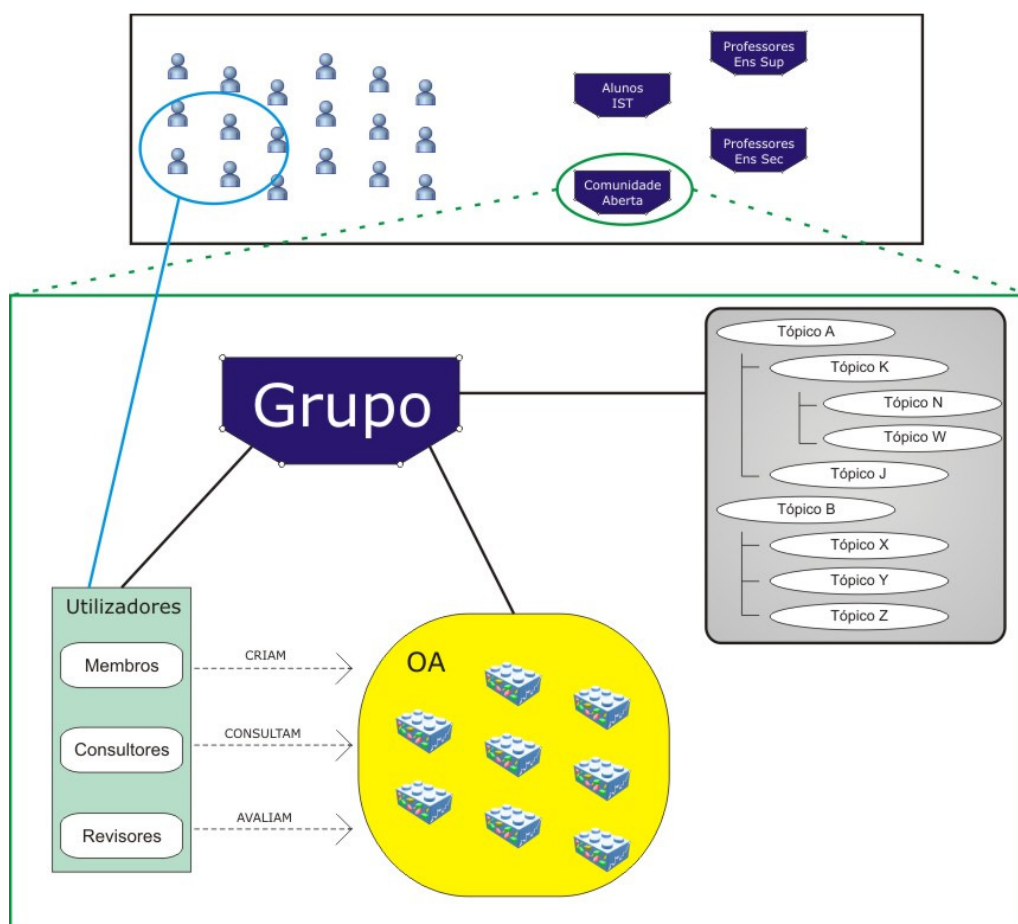 Professores
Ens Sup
Alunos
IST
Professores
Ens Sec
Comunidade
Aberta
Grupo
Tópico A
Tópico K
Tópico N
Tópico W
Tópico J
Tópico B
Tópico X
Tópico Y
Tópico Z
Utilizadores
Membros
CRIAM
Consultores
CONSULTAM
Revisores
AVALIAM
OA